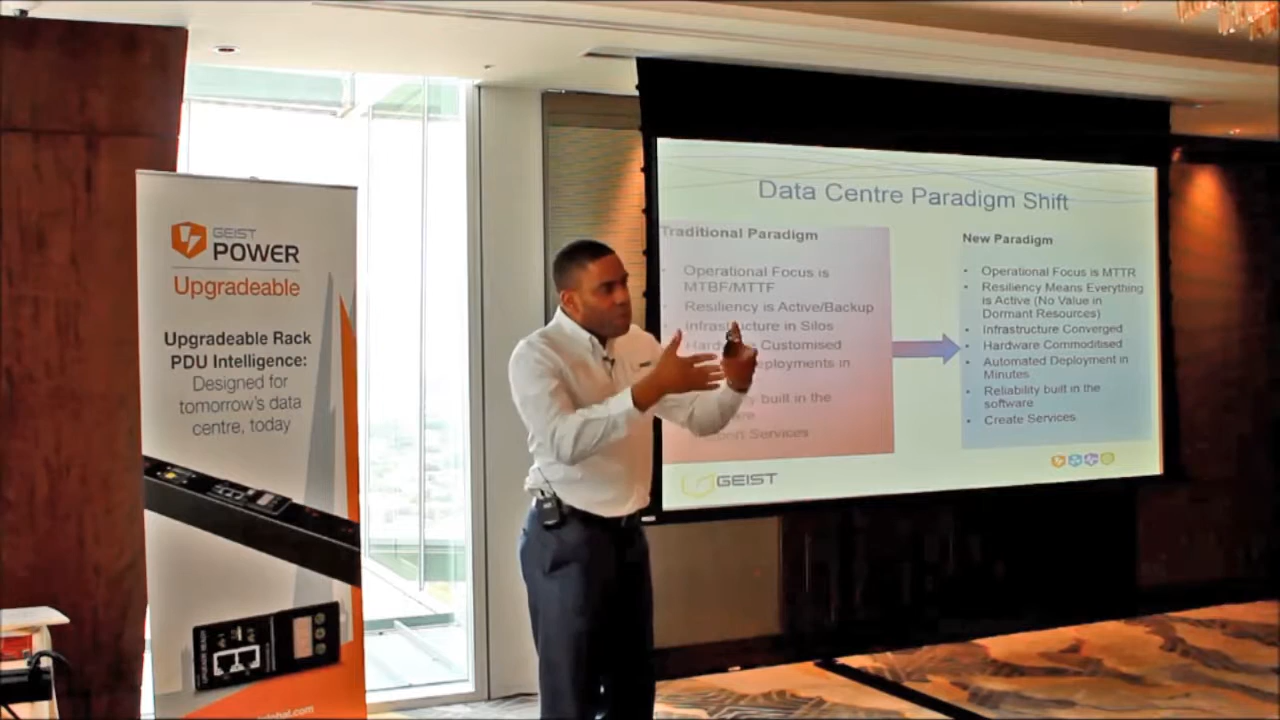 GEIST
POWER
Upgradeable
Upgradeable Rack
PDU Intelligence:
Designed for
tomorrow's data
centre, today
UPGRADE READY
Data Centre Paradigm Shift
Traditional Paradigm
• Operational Focus is
MTBF/MTTF
• Resiliency is Active/Backup
• Infrastructure in Silos
Customised
in
built in the
Services
New Paradigm
• Operational Focus is MTTR
• Resiliency Means Everything
is Active (No Value in
Dormant Resources)
• Infrastructure Converged
• Hardware Commoditised
• Automated Deployment in
Minutes
• Reliability built in the
software
• Create Services
GEIST